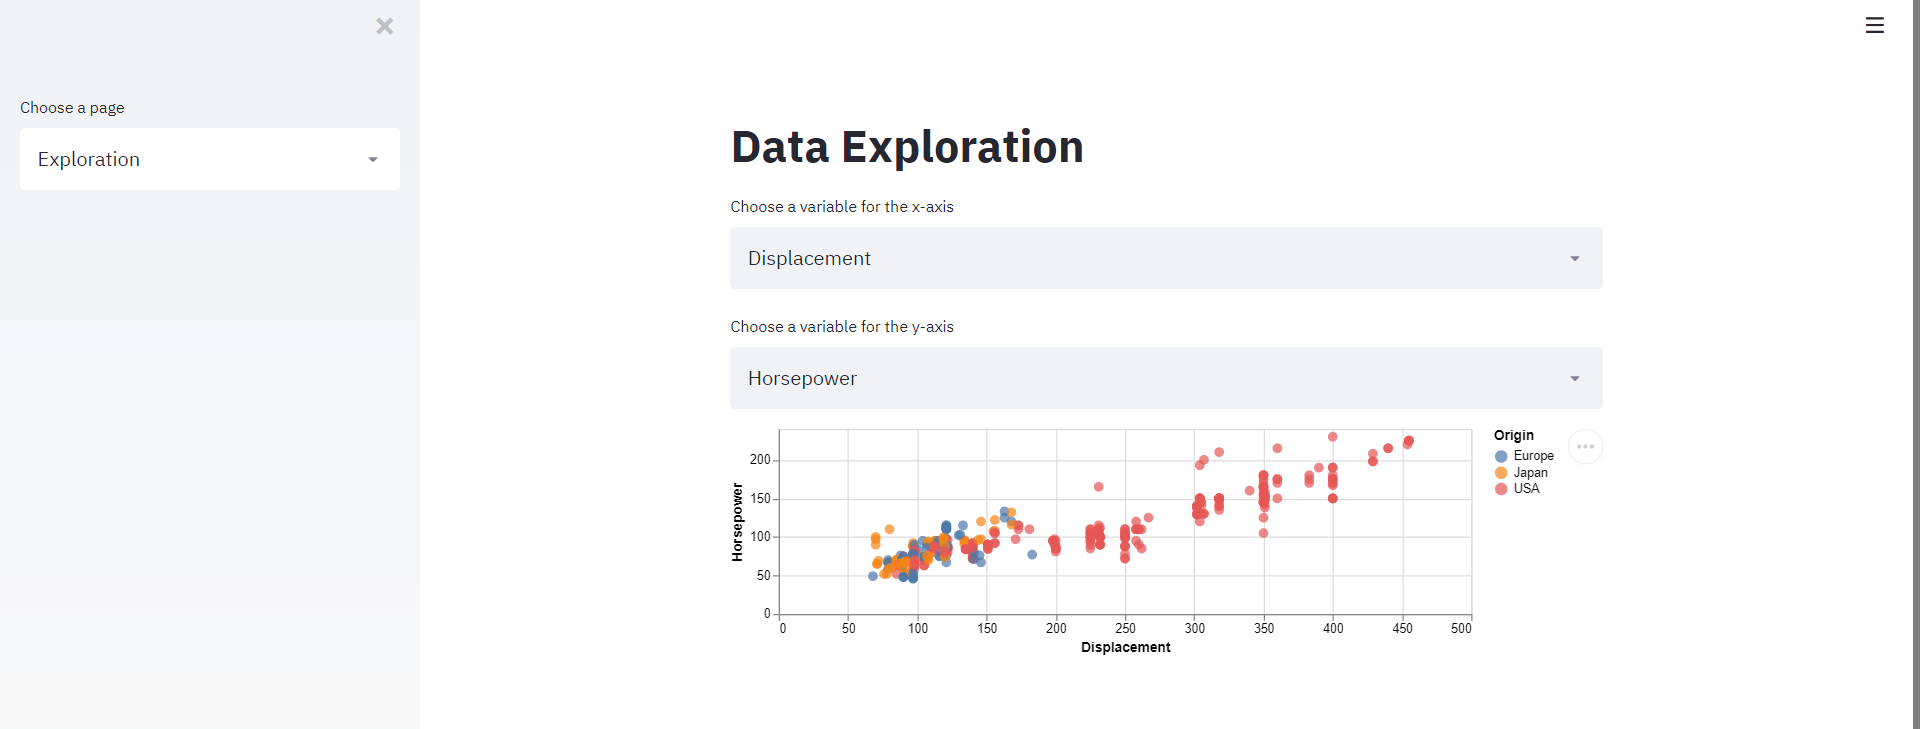 Choose a page
Exploration
Data Exploration
Choose a variable for the x-axis
Displacement
Choose a variable for the y-axis
Horsepower
Origin
Europe
Japan
USA
Horsepower
200
150
100
50
0
0 50 100 150 200 250 300 350 400 450 500
Displacement